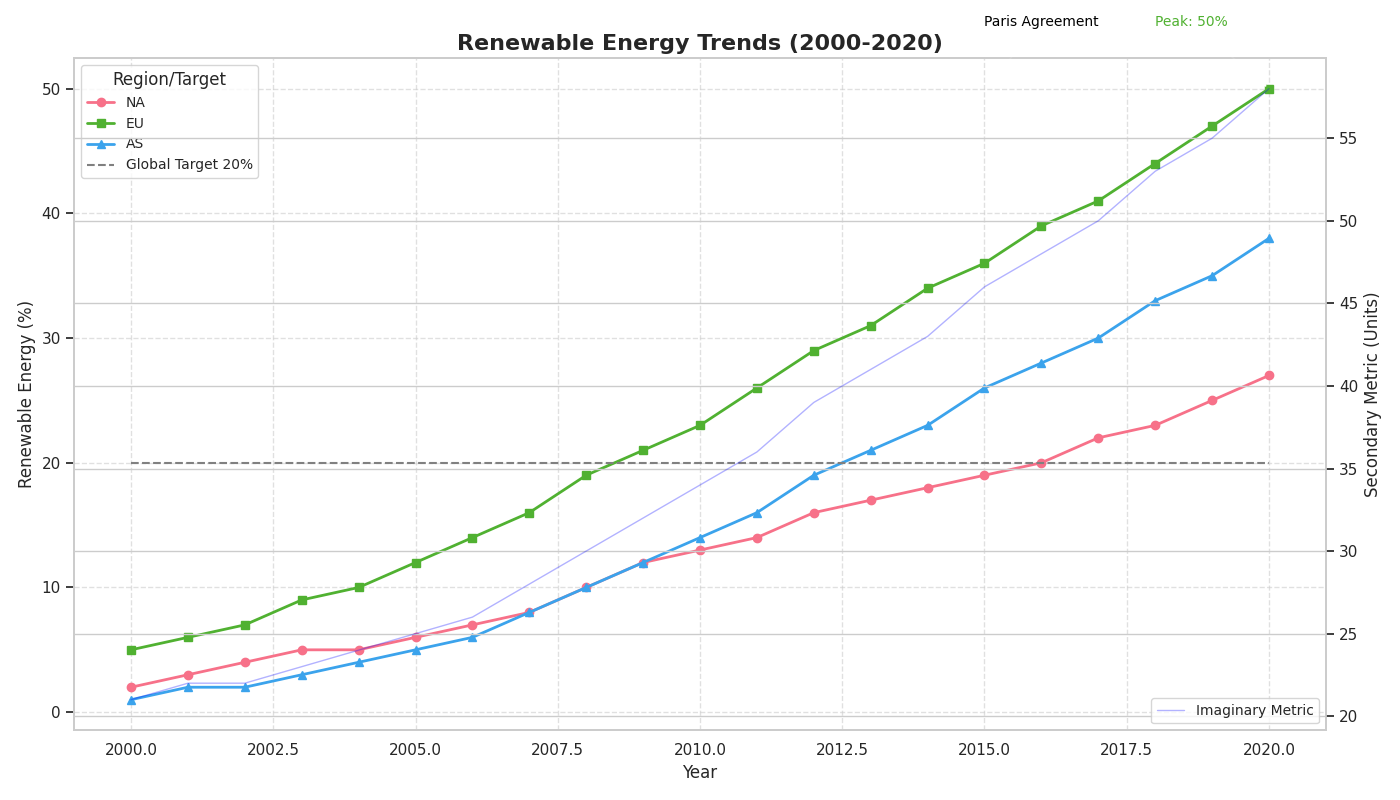 Paris Agreement
Peak: 50%
Renewable Energy Trends (2000-2020)
Region/Target
NA
EU
AS
Global Target 20%
Renewable Energy (%)
50
40
30
20
10
0
55
50
45
40
35
30
25
20
Secondary Metric (Units)
Imaginary Metric
2000.0
2002.5
2005.0
2007.5
2010.0
2012.5
2015.0
2017.5
2020.0
Year